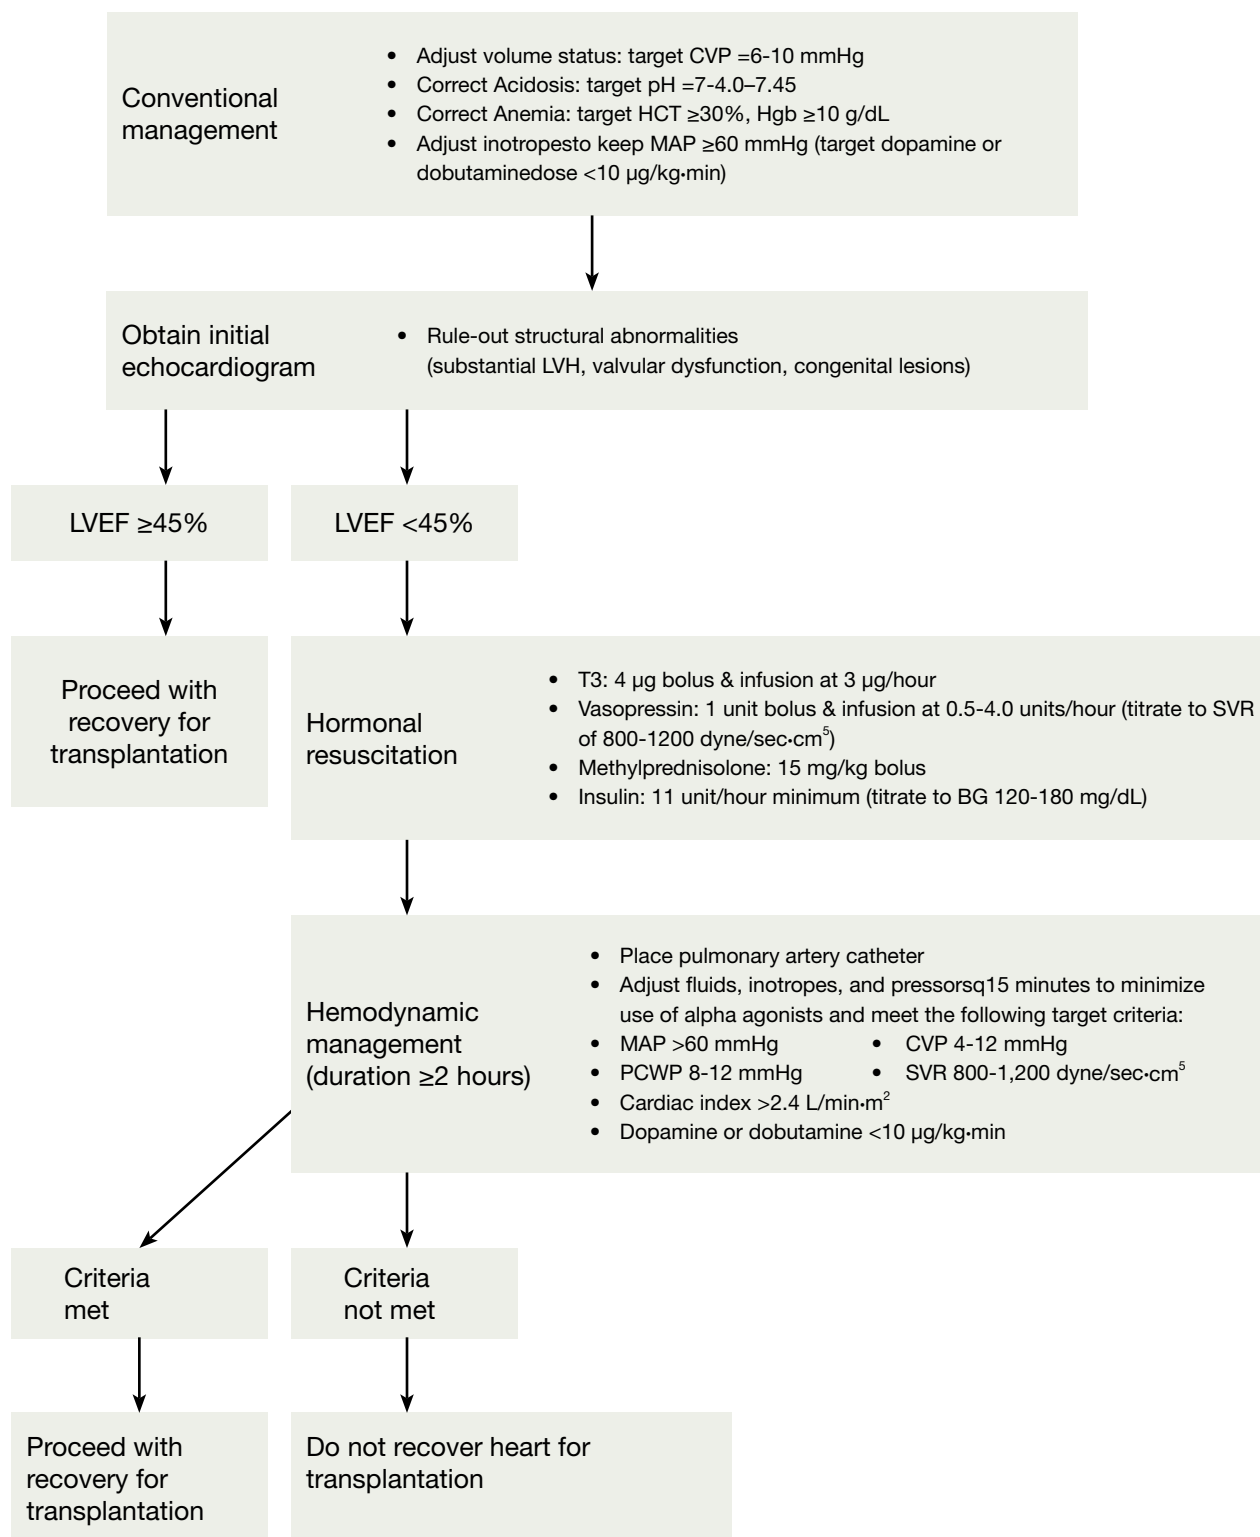 Conventional
management
• Adjust volume status: target CVP =6-10 mmHg
• Correct Acidosis: target pH =7-4.0–7.45
• Correct Anemia: target HCT ≥30%, Hgb ≥10 g/dL
• Adjust inotropesto keep MAP ≥60 mmHg (target dopamine or
dobutaminedose <10 µg/kg·min)
Obtain initial
echocardiogram
• Rule-out structural abnormalities
(substantial LVH, valvular dysfunction, congenital lesions)
LVEF ≥45%
LVEF <45%
Proceed with
recovery for
transplantation
Hormonal
resuscitation
• T3: 4 µg bolus & infusion at 3 µg/hour
• Vasopressin: 1 unit bolus & infusion at 0.5-4.0 units/hour (titrate to SVR
of 800-1200 dyne/sec·cm⁵)
• Methylprednisolone: 15 mg/kg bolus
• Insulin: 11 unit/hour minimum (titrate to BG 120-180 mg/dL)
Hemodynamic
management
(duration ≥2 hours)
• Place pulmonary artery catheter
• Adjust fluids, inotropes, and pressorsq15 minutes to minimize
use of alpha agonists and meet the following target criteria:
• MAP >60 mmHg • CVP 4-12 mmHg
• PCWP 8-12 mmHg • SVR 800-1,200 dyne/sec·cm⁵
• Cardiac index >2.4 L/min·m²
• Dopamine or dobutamine <10 µg/kg·min
Criteria
met
Criteria
not met
Proceed with
recovery for
transplantation
Do not recover heart for
transplantation